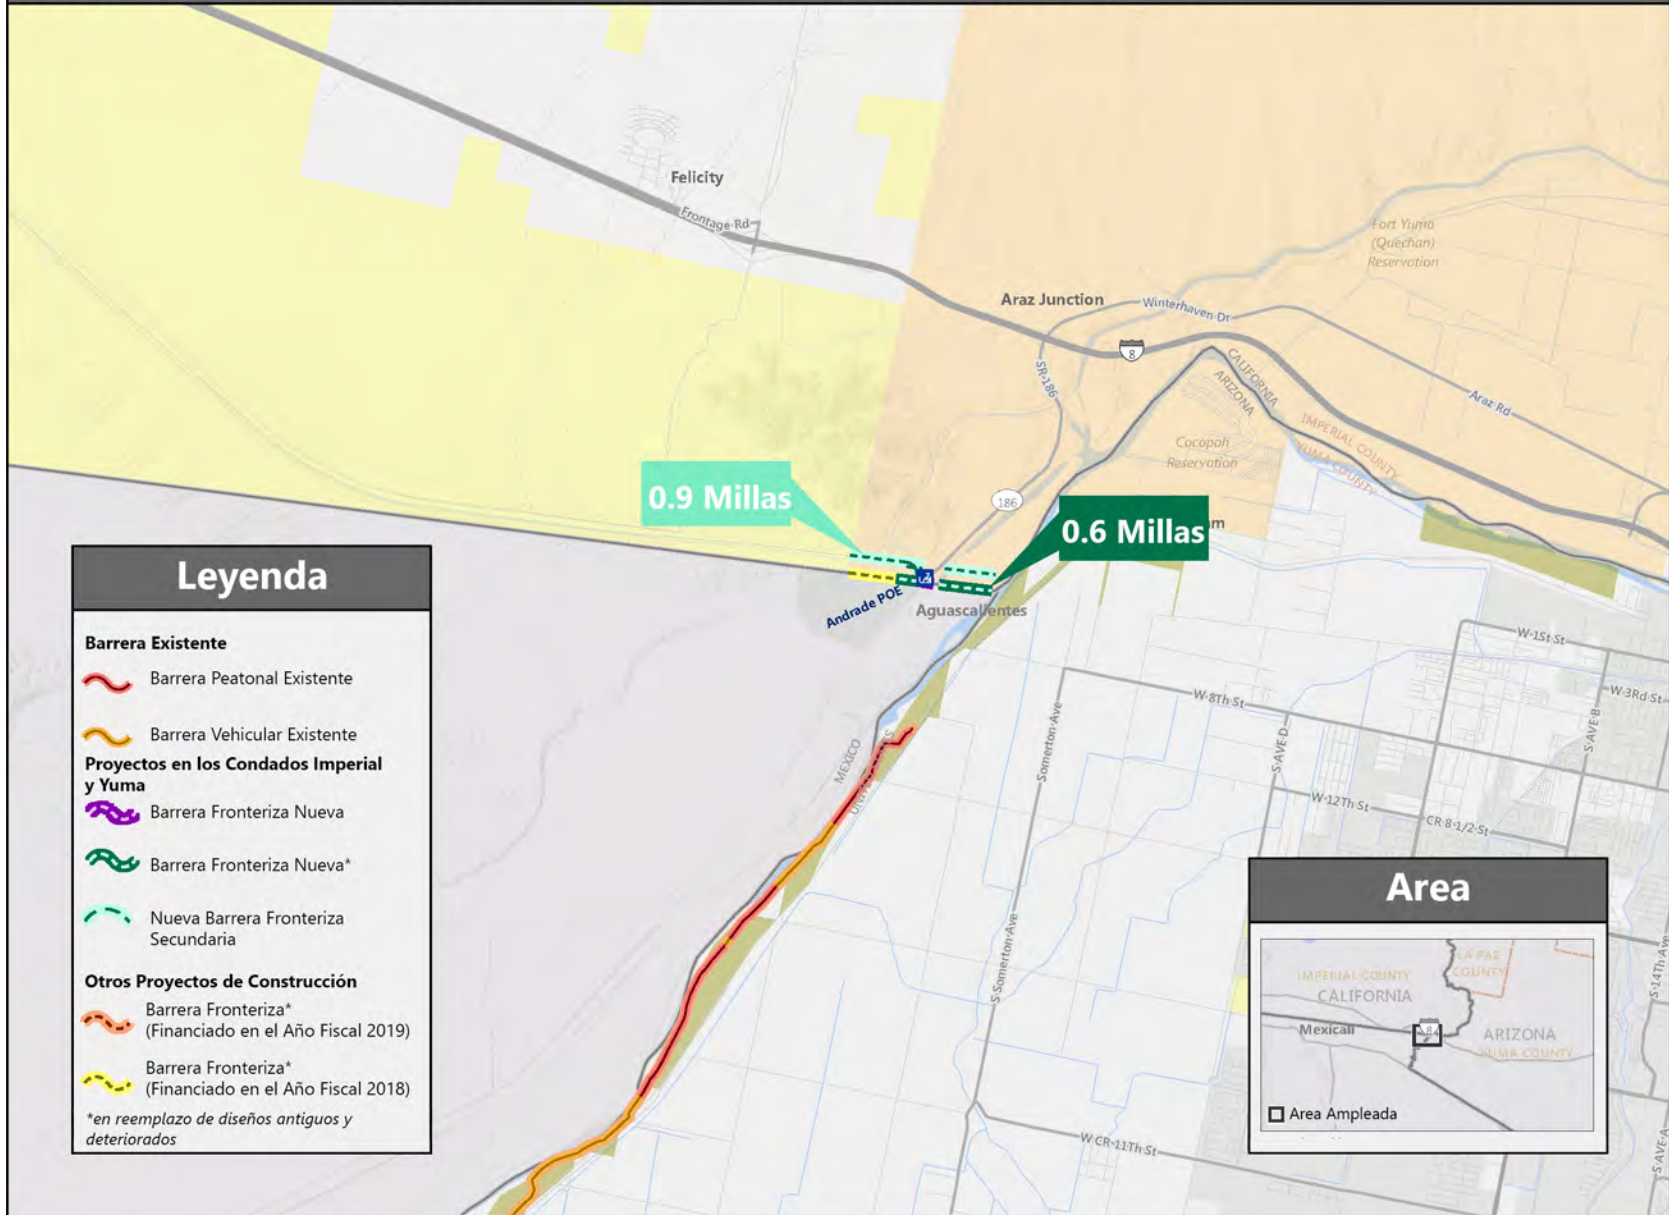 Felicity
Frontage Rd
Fort Yuma
(Quechan)
Reservation
Araz Junction
Winterhaven Dr
8
SR-186
CALIFORNIA
ARIZONA
Araz Rd
IMPERIAL COUNTY
YUMA COUNTY
Cocopah
Reservation
0.9 Millas
186
0.6 Millas
Andrade POE
Aguascalientes
W 1St St
W 3Rd St
W 8Th St
S AVE B
S AVE D
S Somerton Ave
W 12Th St
CR 8 1/2 St
MEXICO
S Somerton Ave
S 14Th Ave
S AVE A
W CR 11Th St
Leyenda
Barrera Existente
Barrera Peatonal Existente
Barrera Vehicular Existente
Proyectos en los Condados Imperial
y Yuma
Barrera Fronteriza Nueva
Barrera Fronteriza Nueva*
Nueva Barrera Fronteriza
Secundaria
Otros Proyectos de Construcción
Barrera Fronteriza*
(Financiado en el Año Fiscal 2019)
Barrera Fronteriza*
(Financiado en el Año Fiscal 2018)
*en reemplazo de diseños antiguos y
deteriorados
Area
IMPERIAL COUNTY
LA PAZ
COUNTY
CALIFORNIA
Mexicali
ARIZONA
YUMA COUNTY
Area Ampleada